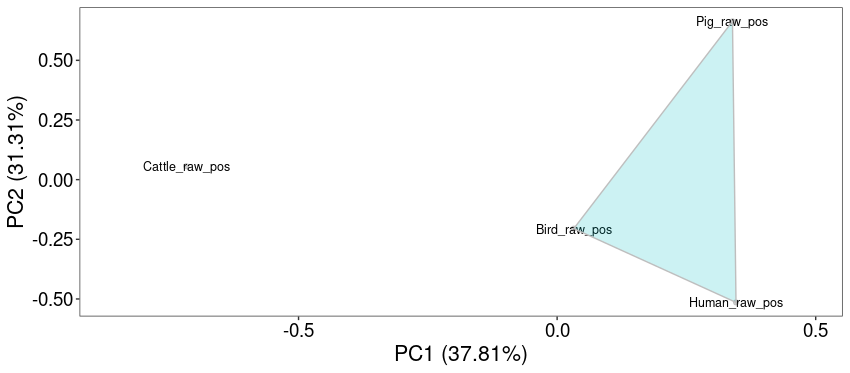 Pig_raw_pos
0.50
0.25
Cattle_raw_pos
0.00
Bird_raw_pos
-0.25
-0.50
Human_raw_pos
PC2 (31.31%)
-0.5 0.0 0.5
PC1 (37.81%)